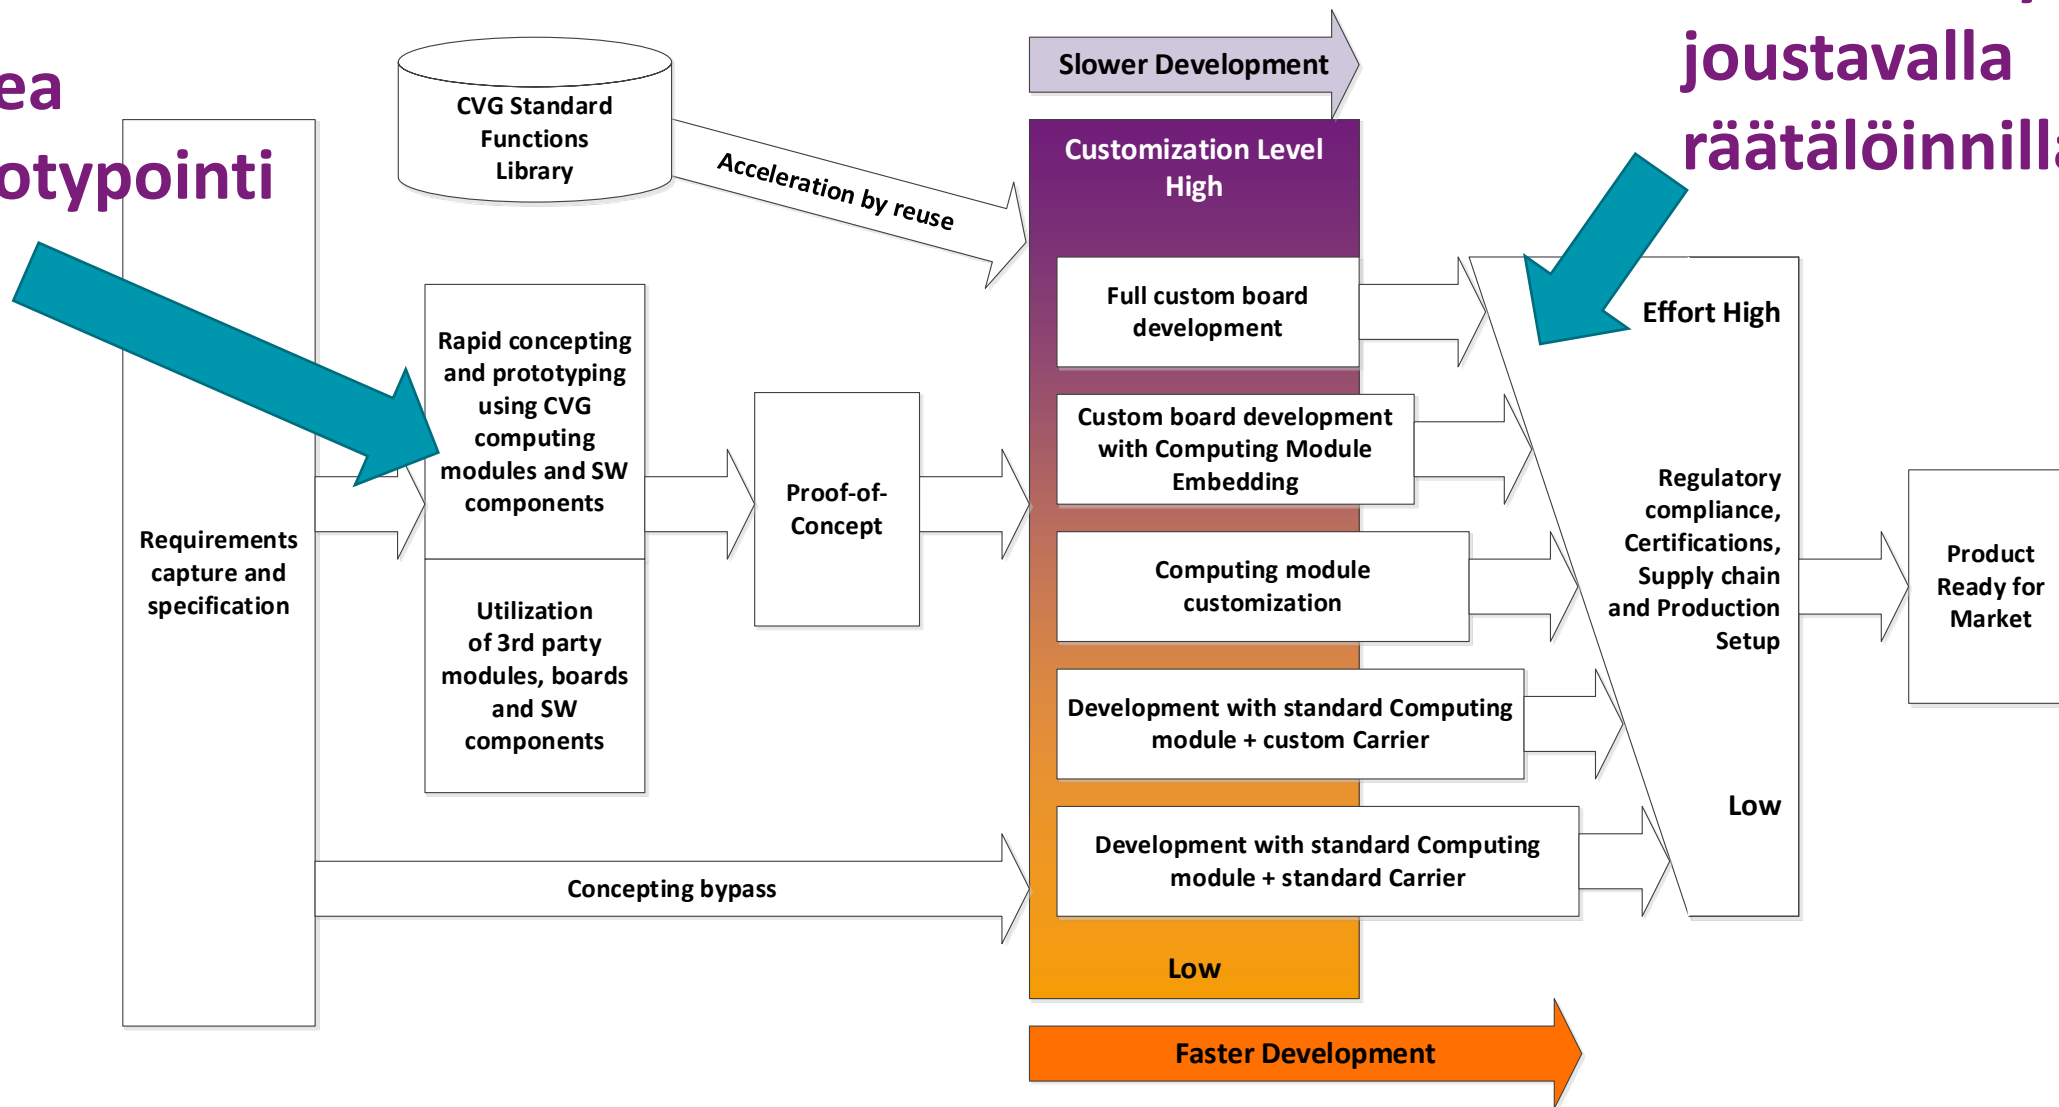 joustavalla
räätälöinnillä
CVG Standard
Functions
Library
Acceleration by reuse
Slower Development
Customization Level
High
Requirements
capture and
specification
Rapid concepting
and prototyping
using CVG
computing
modules and SW
components
Utilization
of 3rd party
modules, boards
and SW
components
Proof-of-
Concept
Full custom board
development
Custom board development
with Computing Module
Embedding
Computing module
customization
Development with standard Computing
module + custom Carrier
Development with standard Computing
module + standard Carrier
Low
Concepting bypass
Faster Development
Effort High
Regulatory
compliance,
Certifications,
Supply chain
and Production
Setup
Low
Product
Ready for
Market